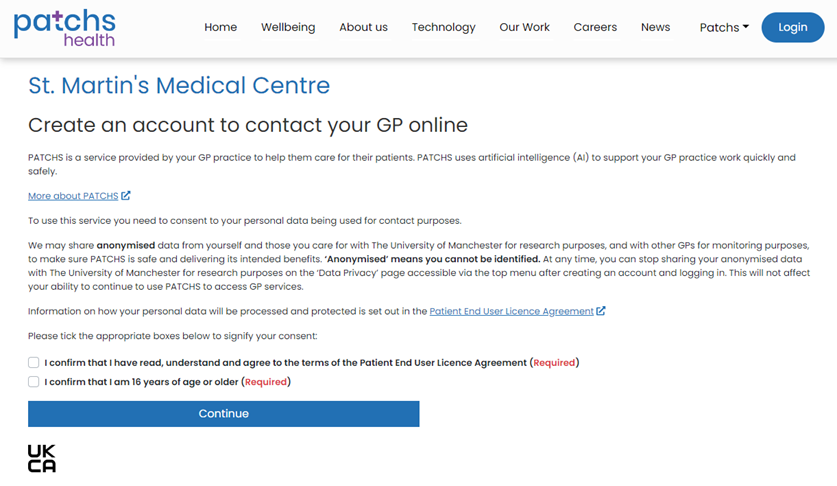 patchs
health
Home Wellbeing About us Technology Our Work Careers News Patchs Login
St. Martin's Medical Centre
Create an account to contact your GP online
PATCHS is a service provided by your GP practice to help them care for their patients. PATCHS uses artificial intelligence (AI) to support your GP practice work quickly and
safely.
More about PATCHS
To use this service you need to consent to your personal data being used for contact purposes.
We may share anonymised data from yourself and those you care for with The University of Manchester for research purposes, and with other GPs for monitoring purposes,
to make sure PATCHS is safe and delivering its intended benefits. ‘Anonymised’ means you cannot be identified. At any time, you can stop sharing your anonymised data
with The University of Manchester for research purposes on the ‘Data Privacy’ page accessible via the top menu after creating an account and logging in. This will not affect
your ability to continue to use PATCHS to access GP services.
Information on how your personal data will be processed and protected is set out in the Patient End User Licence Agreement
Please tick the appropriate boxes below to signify your consent:
I confirm that I have read, understand and agree to the terms of the Patient End User Licence Agreement (Required)
I confirm that I am 16 years of age or older (Required)
Continue
UK
CA